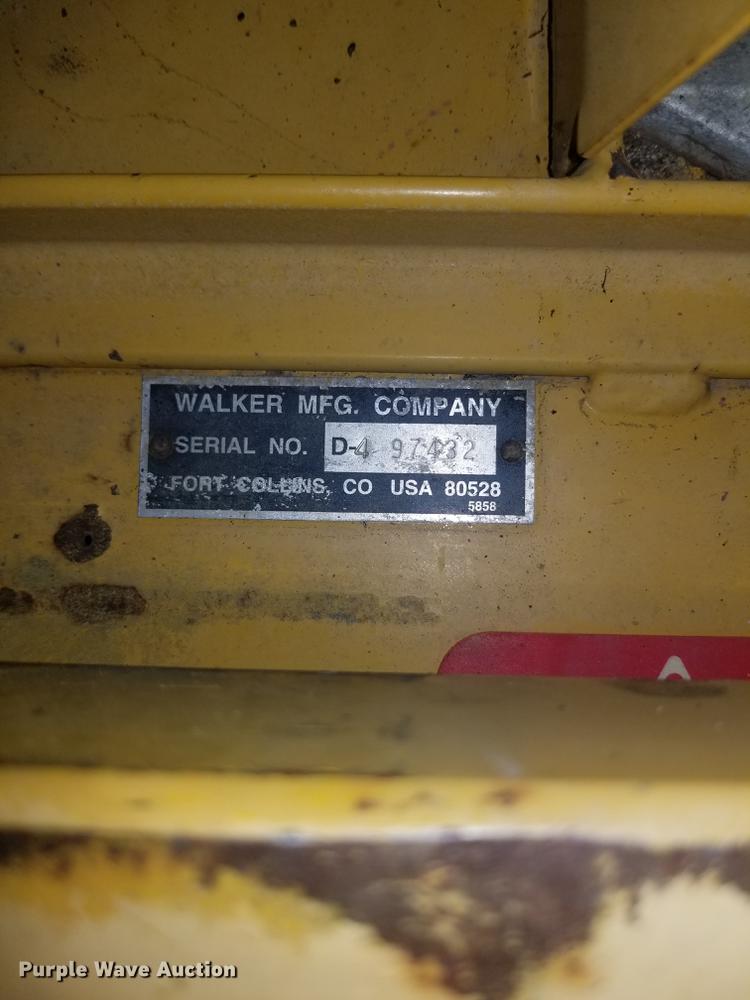 WALKER MFG. COMPANY
SERIAL NO. D-4 97432
FORT COLLINS, CO USA 80528
5858
Purple Wave Auction